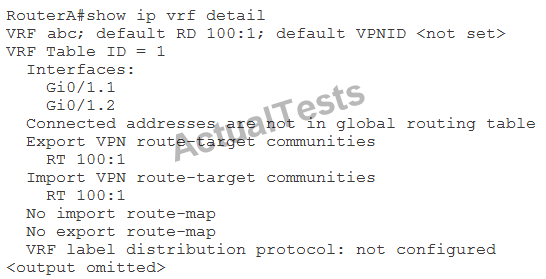 RouterA#show ip vrf detail
VRF abc; default RD 100:1; default VPNID <not set>
VRF Table ID = 1
Interfaces:
Gi0/1.1
Gi0/1.2
Connected addresses are not in global routing table
Export VPN route-target communities
RT 100:1
Import VPN route-target communities
RT 100:1
No import route-map
No export route-map
VRF label distribution protocol: not configured
<output omitted>
ActualTests